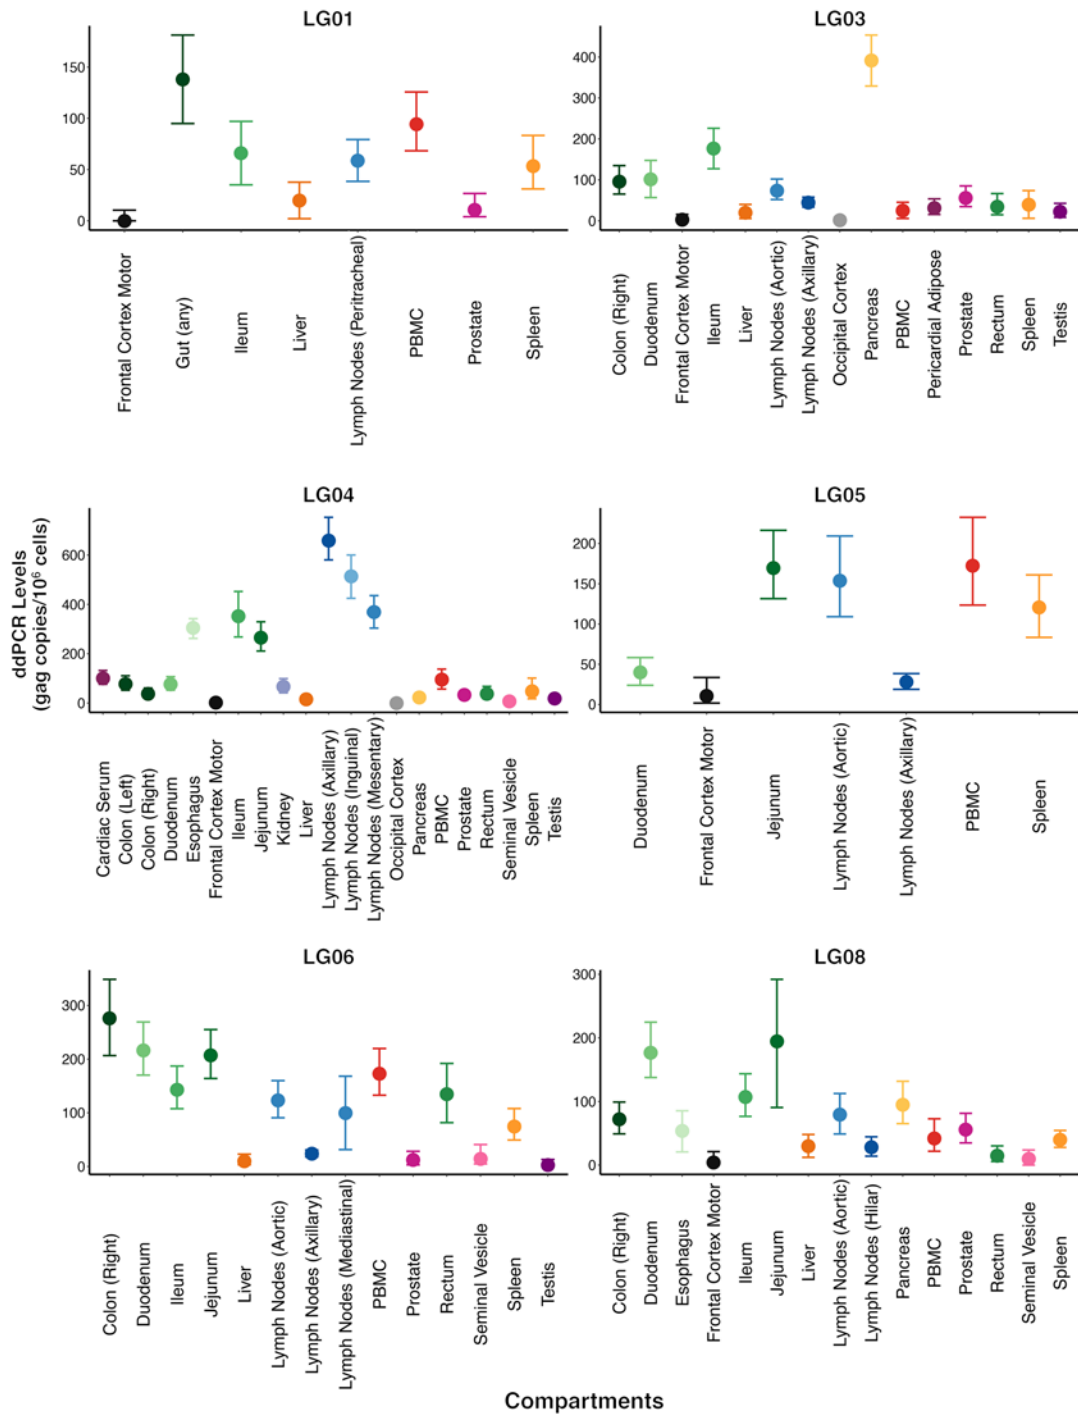 LG01
150
100
50
0
Frontal Cortex Motor
Gut (any)
Ileum
Liver
Lymph Nodes (Peritracheal)
PBMC
Prostate
Spleen
LG03
400
300
200
100
0
Colon (Right)
Duodenum
Frontal Cortex Motor
Ileum
Liver
Lymph Nodes (Aortic)
Lymph Nodes (Axillary)
Occipital Cortex
Pancreas
PBMC
Pericardial Adipose
Prostate
Rectum
Spleen
Testis
ddPCR Levels
(gag copies/10⁶ cells)
LG04
600
400
200
0
Cardiac Serum
Colon (Left)
Colon (Right)
Duodenum
Esophagus
Frontal Cortex Motor
Ileum
Jejunum
Kidney
Liver
Lymph Nodes (Axillary)
Lymph Nodes (Inguinal)
Lymph Nodes (Mesentary)
Occipital Cortex
Pancreas
PBMC
Prostate
Rectum
Seminal Vesicle
Spleen
Testis
LG05
200
150
100
50
0
Duodenum
Frontal Cortex Motor
Jejunum
Lymph Nodes (Aortic)
Lymph Nodes (Axillary)
PBMC
Spleen
LG06
300
200
100
0
Colon (Right)
Duodenum
Ileum
Jejunum
Liver
Lymph Nodes (Aortic)
Lymph Nodes (Axillary)
Lymph Nodes (Mediastinal)
PBMC
Prostate
Rectum
Seminal Vesicle
Spleen
Testis
LG08
300
200
100
0
Colon (Right)
Duodenum
Esophagus
Frontal Cortex Motor
Ileum
Jejunum
Liver
Lymph Nodes (Aortic)
Lymph Nodes (Hilar)
Pancreas
PBMC
Prostate
Rectum
Seminal Vesicle
Spleen
Compartments